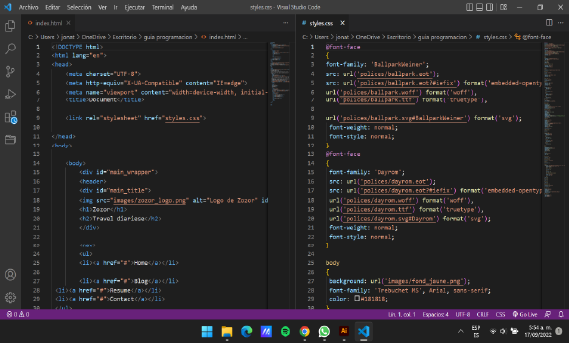 Archivo Editar Selección Ver Ir Ejecutar Terminal Ayuda
styles.css - Visual Studio Code
index.html
C: > Users > jonat > OneDrive > Escritorio > guia programacion > index.html > ...
1 <!DOCTYPE html>
2 <html lang="en">
3 <head>
4 <meta charset="UTF-8">
5 <meta http-equiv="X-UA-Compatible" content="IE=edge">
6 <meta name="viewport" content="width=device-width, initial-
7 <title>Document</title>
8
9 <link rel="stylesheet" href="styles.css">
10
11 </head>
12 <body>
13
14 <body>
15 <div id="main_wrapper">
16 <header>
17 <div id="main_title">
18 <img src="images/zozor_logo.png" alt="Logo de Zozor" id
19 <h1>Zozor</h1>
20 <h2>Travel diariese</h2>
21 </div>
22
23
24 <ul>
25 <li><a href="#">Home</a></li>
26
27 <li><a href="#">Blog</a></li>
28 <li><a href="#">Resume</a></li>
29 <li><a href="#">Contact</a></li>
30 </ul>
styles.css
C: > Users > jonat > OneDrive > Escritorio > guia programacion > styles.css > @font-face
1 @font-face
2 {
3 font-family: 'BallparkWeiner';
4 src: url('polices/ballpark.eot');
5 src: url('polices/ballpark.eot?#iefix') format('embedded-openty
6 url('polices/ballpark.woff') format('woff'),
7 url('polices/ballpark.ttf') format('truetype'),
8
9 url('polices/ballpark.svg#BallparkWeiner') format('svg');
10 font-weight: normal;
11 font-style: normal;
12 }
13 @font-face
14 {
15 font-family: 'Dayrom';
16 src: url('polices/dayrom.eot');
17 src: url('polices/dayrom.eot?#iefix') format('embedded-openty
18 url('polices/dayrom.woff') format('woff'),
19 url('polices/dayrom.ttf') format('truetype'),
20 url('polices/dayrom.svg#Dayrom') format('svg');
21 font-weight: normal;
22 font-style: normal;
23 }
24
25 body
26 {
27 background: url('images/fond_jaune.png');
28 font-family: 'Trebuchet MS', Arial, sans-serif;
29 color: #181818;
30 }
0 0
Lín. 1, col. 1 Espacios: 4 UTF-8 CRLF CSS Go Live
ESP
ES
5:54 a. m.
17/09/2022